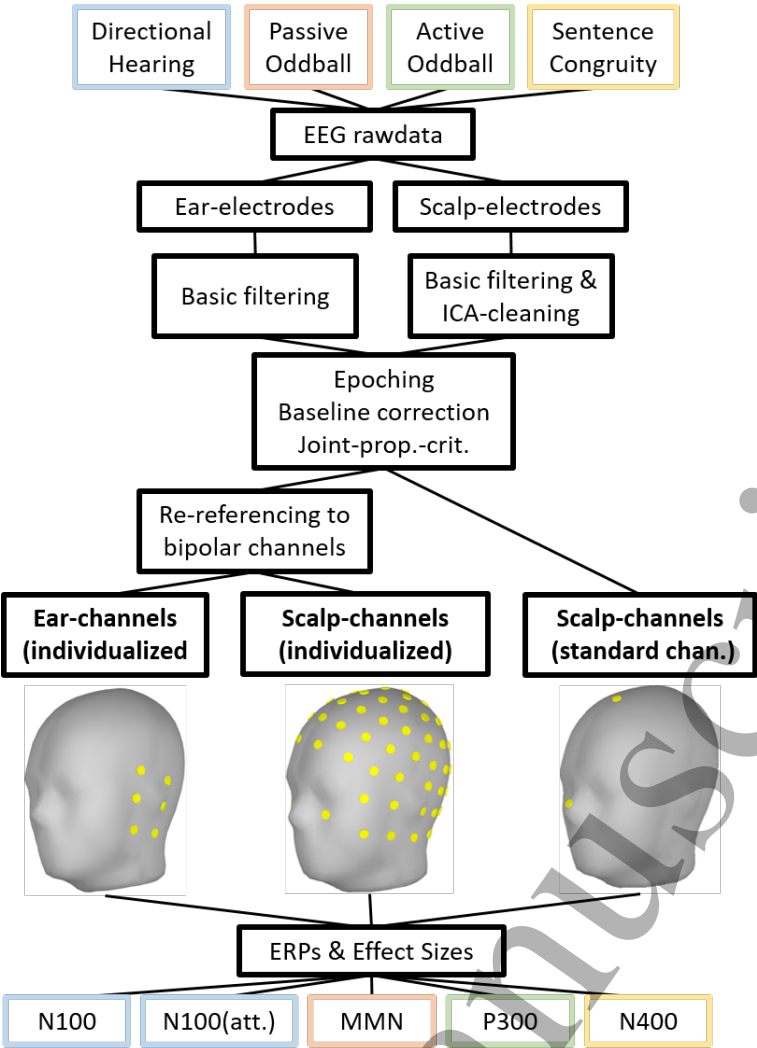 Directional
Hearing
Passive
Oddball
Active
Oddball
Sentence
Congruity
EEG rawdata
Ear-electrodes
Scalp-electrodes
Basic filtering
Basic filtering &
ICA-cleaning
Epoching
Baseline correction
Joint-prop.-crit.
Re-referencing to
bipolar channels
Ear-channels
(individualized
Scalp-channels
(individualized)
Scalp-channels
(standard chan.)
ERPs & Effect Sizes
N100
N100(att.)
MMN
P300
N400